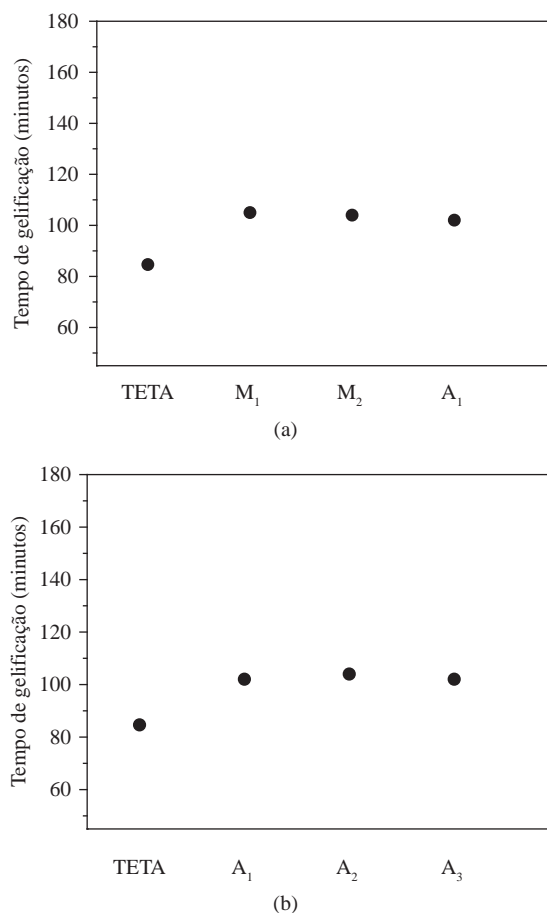 Tempo de gelificação (minutos)
180
160
140
120
100
80
60
TETA M₁ M₂ A₁
(a)
Tempo de gelificação (minutos)
180
160
140
120
100
80
60
TETA A₁ A₂ A₃
(b)